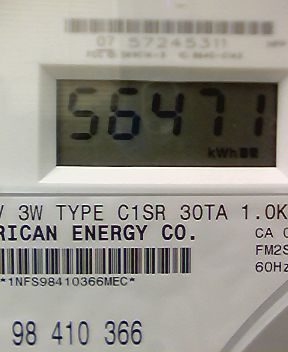 07 57245311
56471
kWh
V 3W TYPE C1SR 30TA 1.0K
RICAN ENERGY CO.
CA 0
FM2S
60Hz
*1NFS98410366MEC*
98 410 366